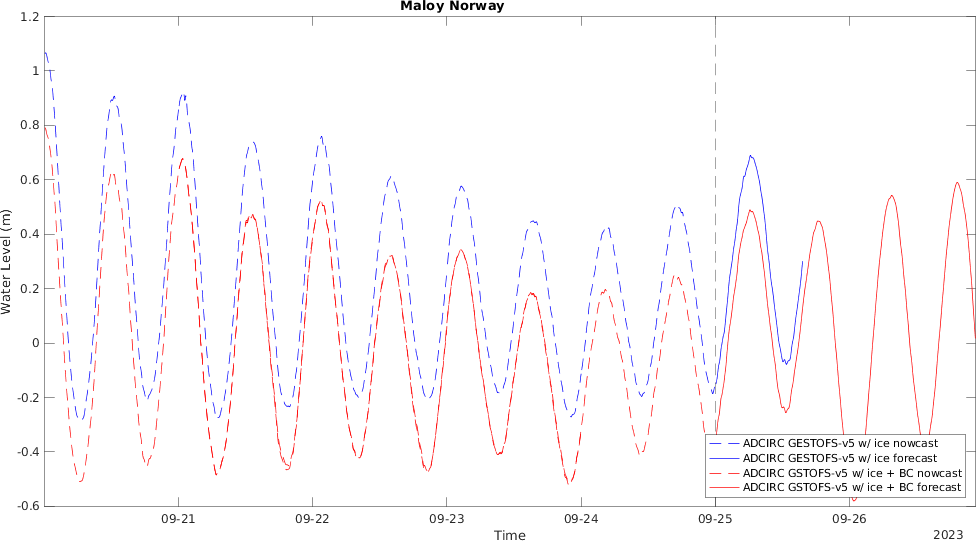 Maloy Norway
1.2
1
0.8
0.6
0.4
0.2
0
-0.2
-0.4
-0.6
Water Level (m)
ADCIRC GESTOFS-v5 w/ ice nowcast
ADCIRC GESTOFS-v5 w/ ice forecast
ADCIRC GSTOFS-v5 w/ ice + BC nowcast
ADCIRC GSTOFS-v5 w/ ice + BC forecast
09-21 09-22 09-23 09-24 09-25 09-26
Time
2023